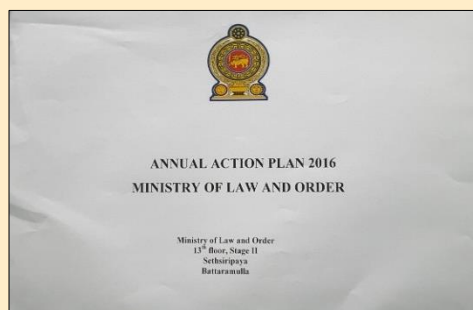 ANNUAL ACTION PLAN 2016
MINISTRY OF LAW AND ORDER
Ministry of Law and Order
13th floor, Stage II
Sethsiripaya
Battaramulla